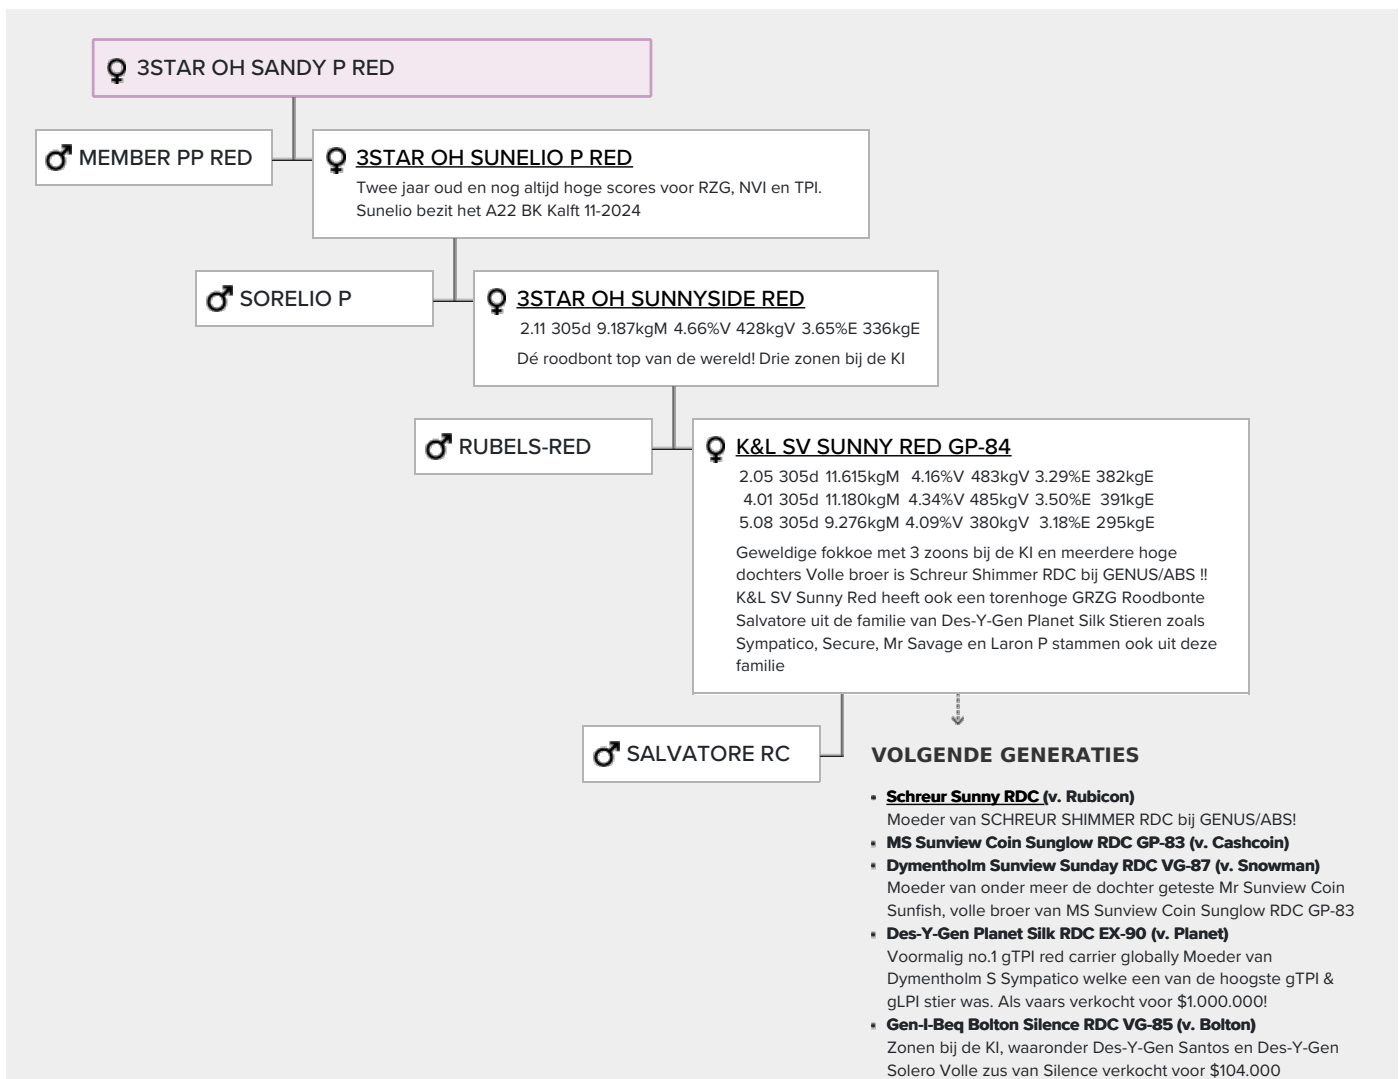 3STAR OH SANDY P RED
MEMBER PP RED
3STAR OH SUNELIO P RED
Twee jaar oud en nog altijd hoge scores voor RZG, NVI en TPI.
Sunelio bezit het A22 BK Kalft 11-2024
SORELIO P
3STAR OH SUNNYSIDE RED
2.11 305d 9.187kgM 4.66%V 428kgV 3.65%E 336kgE
Dé roodbont top van de wereld! Drie zonen bij de KI
RUBELS-RED
K&L SV SUNNY RED GP-84
2.05 305d 11.615kgM 4.16%V 483kgV 3.29%E 382kgE
4.01 305d 11.180kgM 4.34%V 485kgV 3.50%E 391kgE
5.08 305d 9.276kgM 4.09%V 380kgV 3.18%E 295kgE
Geweldige fokkoe met 3 zoons bij de KI en meerdere hoge
dochters Volle broer is Schreur Shimmer RDC bij GENUS/ABS !!
K&L SV Sunny Red heeft ook een torenhoge GRZG Roodbonte
Salvatore uit de familie van Des-Y-Gen Planet Silk Stieren zoals
Sympatico, Secure, Mr Savage en Laron P stammen ook uit deze
familie
SALVATORE RC
VOLGENDE GENERATIES
Schreur Sunny RDC (v. Rubicon)
Moeder van SCHREUR SHIMMER RDC bij GENUS/ABS!
MS Sunview Coin Sunglow RDC GP-83 (v. Cashcoin)
Dymentholm Sunview Sunday RDC VG-87 (v. Snowman)
Moeder van onder meer de dochter geteste Mr Sunview Coin
Sunfish, volle broer van MS Sunview Coin Sunglow RDC GP-83
Des-Y-Gen Planet Silk RDC EX-90 (v. Planet)
Voormalig no.1 gTPI red carrier globally Moeder van
Dymentholm S Sympatico welke een van de hoogste gTPI &
gLPI stier was. Als vaars verkocht voor $1.000.000!
Gen-I-Beq Bolton Silence RDC VG-85 (v. Bolton)
Zonen bij de KI, waaronder Des-Y-Gen Santos en Des-Y-Gen
Solero Volle zus van Silence verkocht voor $104.000